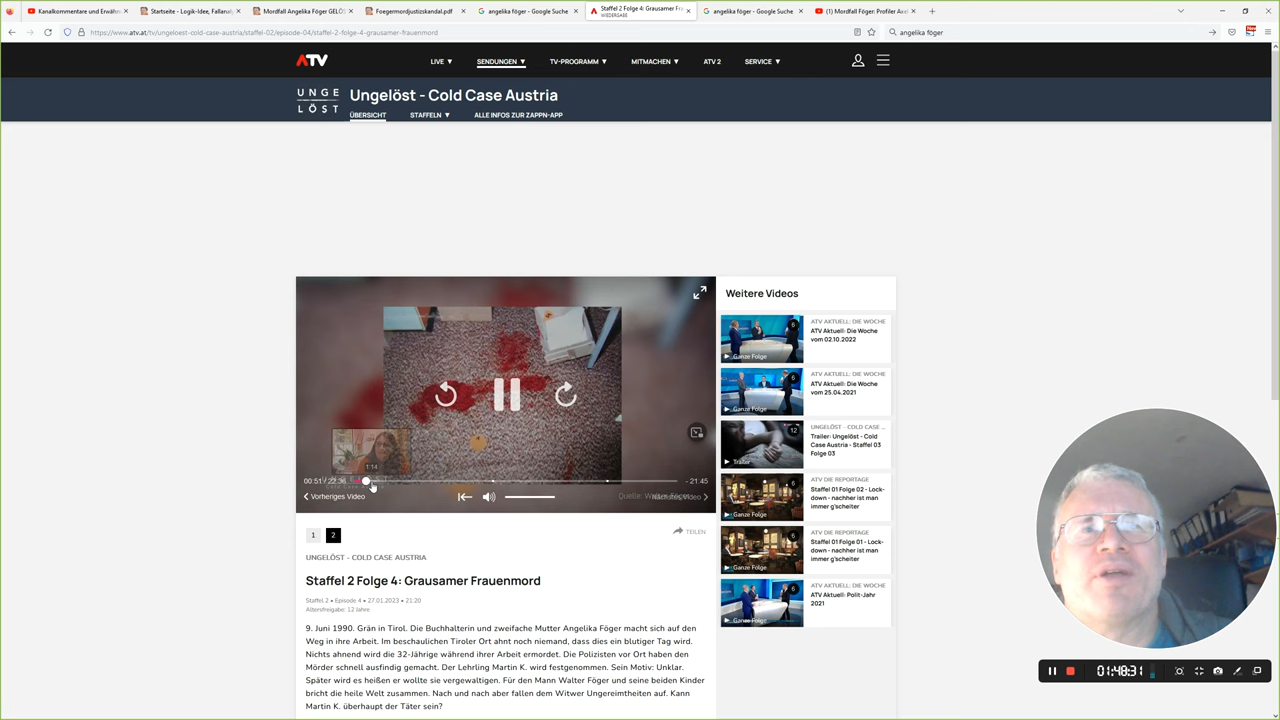 Kanalkommentare und Erwähn
Startseite - Logik-Idee, Fallanaly
Mordfall Angelika Föger GELÖS
Foegermordjustizskandal.pdf
angelika föger - Google Suche
Staffel 2 Folge 4: Grausamer Fra
WIEDERGABE
angelika föger - Google Suche
(1) Mordfall Föger: Profiler Axel
https://www.atv.at/tv/ungeloest-cold-case-austria/staffel-02/episode-04/staffel-2-folge-4-grausamer-frauenmord
angelika föger
ATV
LIVE ▼
SENDUNGEN ▼
TV-PROGRAMM ▼
MITMACHEN ▼
ATV 2
SERVICE ▼
UNGE
LÖST
Ungelöst - Cold Case Austria
ÜBERSICHT
STAFFELN ▼
ALLE INFOS ZUR ZAPPN-APP
1:14
00:51 / 22:36
- 21:45
Vorheriges Video
Nächstes Video
Weitere Videos
6
Ganze Folge
ATV AKTUELL: DIE WOCHE
ATV Aktuell: Die Woche
vom 02.10.2022
6
Ganze Folge
ATV AKTUELL: DIE WOCHE
ATV Aktuell: Die Woche
vom 25.04.2021
12
Trailer
UNGELÖST - COLD CASE ...
Trailer: Ungelöst - Cold
Case Austria - Staffel 03
Folge 03
6
Ganze Folge
ATV DIE REPORTAGE
Staffel 01 Folge 02 - Lock-
down - nachher ist man
immer g'scheiter
6
Ganze Folge
ATV DIE REPORTAGE
Staffel 01 Folge 01 - Lock-
down - nachher ist man
immer g'scheiter
6
Ganze Folge
ATV AKTUELL: DIE WOCHE
ATV Aktuell: Polit-Jahr
2021
1
2
TEILEN
UNGELÖST - COLD CASE AUSTRIA
Staffel 2 Folge 4: Grausamer Frauenmord
Staffel 2 • Episode 4 • 27.01.2023 • 21:20
Altersfreigabe: 12 Jahre
9. Juni 1990. Grän in Tirol. Die Buchhalterin und zweifache Mutter Angelika Föger macht sich auf den
Weg in ihre Arbeit. Im beschaulichen Tiroler Ort ahnt noch niemand, dass dies ein blutiger Tag wird.
Nichts ahnend wird die 32-Jährige während ihrer Arbeit ermordet. Die Polizisten vor Ort haben den
Mörder schnell ausfindig gemacht. Der Lehrling Martin K. wird festgenommen. Sein Motiv: Unklar.
Später wird es heißen er wollte sie vergewaltigen. Für den Mann Walter Föger und seine beiden Kinder
bricht die heile Welt zusammen. Nach und nach aber fallen dem Witwer Ungereimtheiten auf. Kann
Martin K. überhaupt der Täter sein?
01:48:31